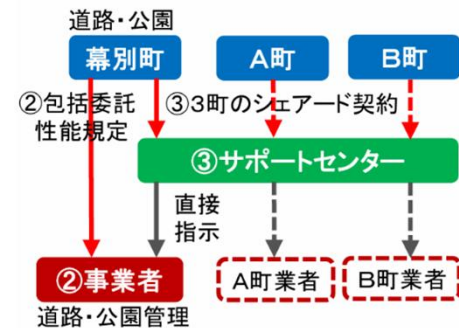 道路・公園
幕別町
A町
B町
②包括委託
性能規定
③3町のシェアード契約
③サポートセンター
直接
指示
②事業者
A町業者
B町業者
道路・公園管理